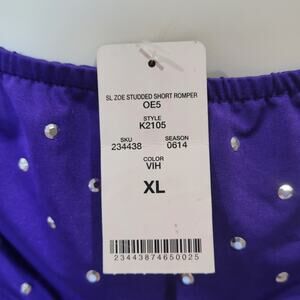 SL ZOE STUDDED SHORT ROMPER
OE5
STYLE
K2105
SKU SEASON
234438 0614
COLOR
VIH
XL
23443874650025